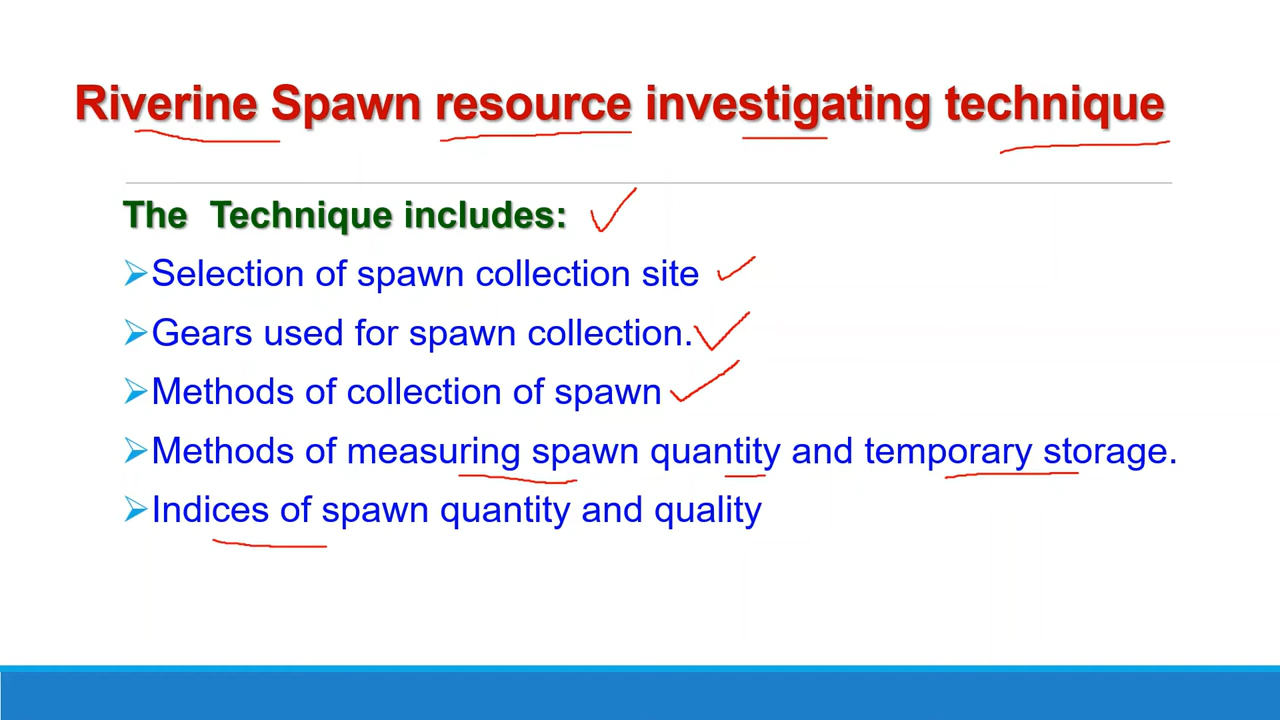 Riverine Spawn resource investigating technique
The Technique includes:
Selection of spawn collection site
Gears used for spawn collection.
Methods of collection of spawn
Methods of measuring spawn quantity and temporary storage.
Indices of spawn quantity and quality